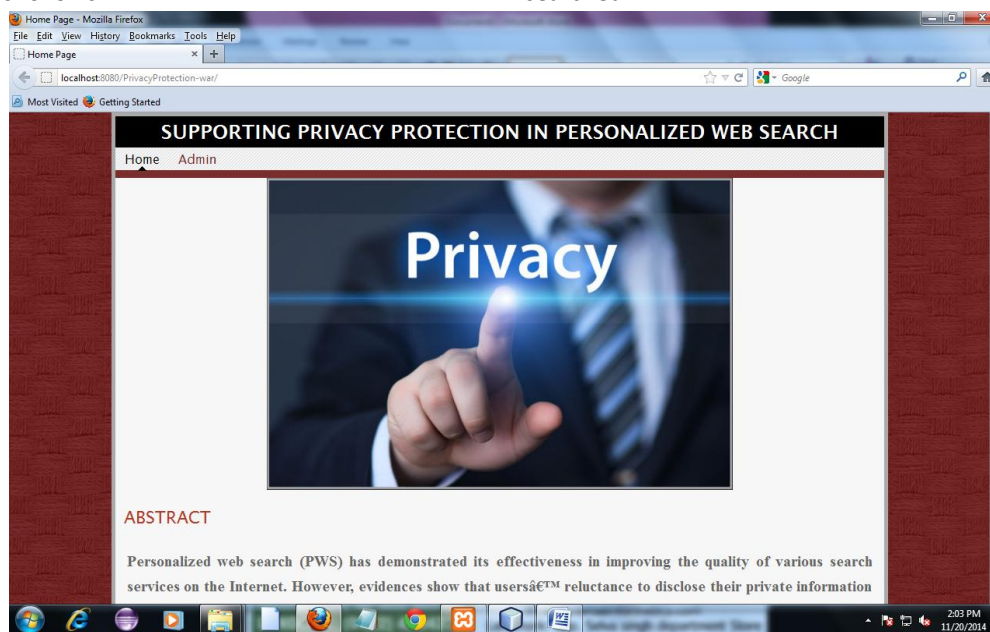 Home Page - Mozilla Firefox
File Edit View History Bookmarks Tools Help
Home Page × +
localhost:8080/PrivacyProtection-war/
Google
Most Visited Getting Started
SUPPORTING PRIVACY PROTECTION IN PERSONALIZED WEB SEARCH
Home Admin
Privacy
ABSTRACT
Personalized web search (PWS) has demonstrated its effectiveness in improving the quality of various search
services on the Internet. However, evidences show that usersâ€™ reluctance to disclose their private information
2:03 PM
11/20/2014